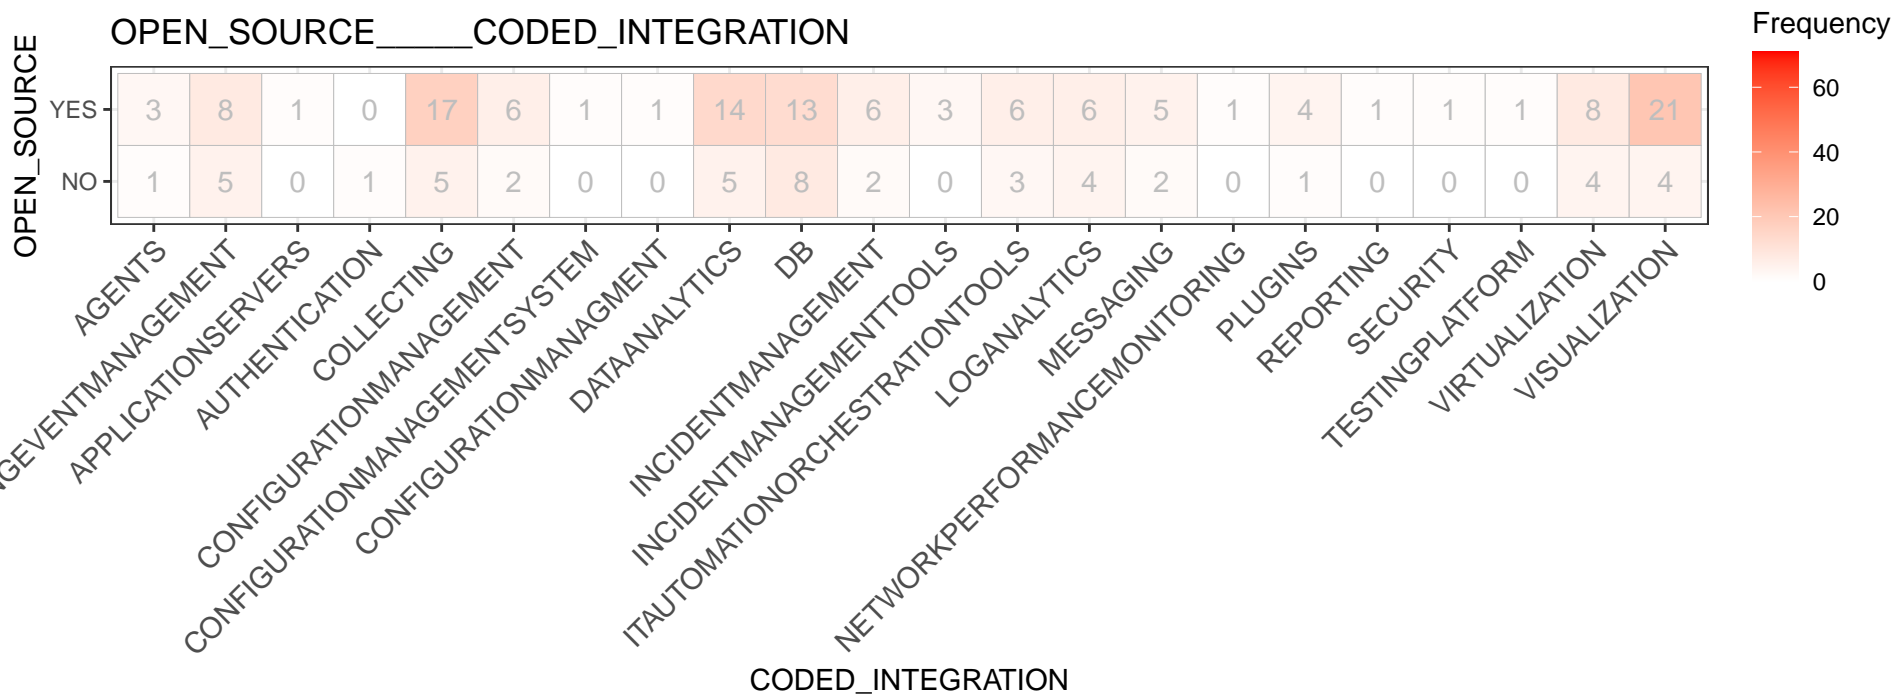 OPEN_SOURCE_____CODED_INTEGRATION
Frequency
60
40
20
0
OPEN_SOURCE
YES 3 8 1 0 17 6 1 1 14 13 6 3 6 6 5 1 4 1 1 1 8 21
NO 1 5 0 1 5 2 0 0 5 8 2 0 3 4 2 0 1 0 0 0 4 4
AGENTS
GEVENTMANAGEMENT
APPLICATIONSERVERS
AUTHENTICATION
COLLECTING
CONFIGURATIONMANAGEMENT
CONFIGURATIONMANAGEMENTSYSTEM
CONFIGURATIONMANAGMENT
DATAANALYTICS
DB
INCIDENTMANAGEMENT
INCIDENTMANAGEMENTTOOLS
ITAUTOMATIONORCHESTRATIONTOOLS
LOGANALYTICS
MESSAGING
NETWORKPERFORMANCEMONITORING
PLUGINS
REPORTING
SECURITY
TESTINGPLATFORM
VIRTUALIZATION
VISUALIZATION
CODED_INTEGRATION